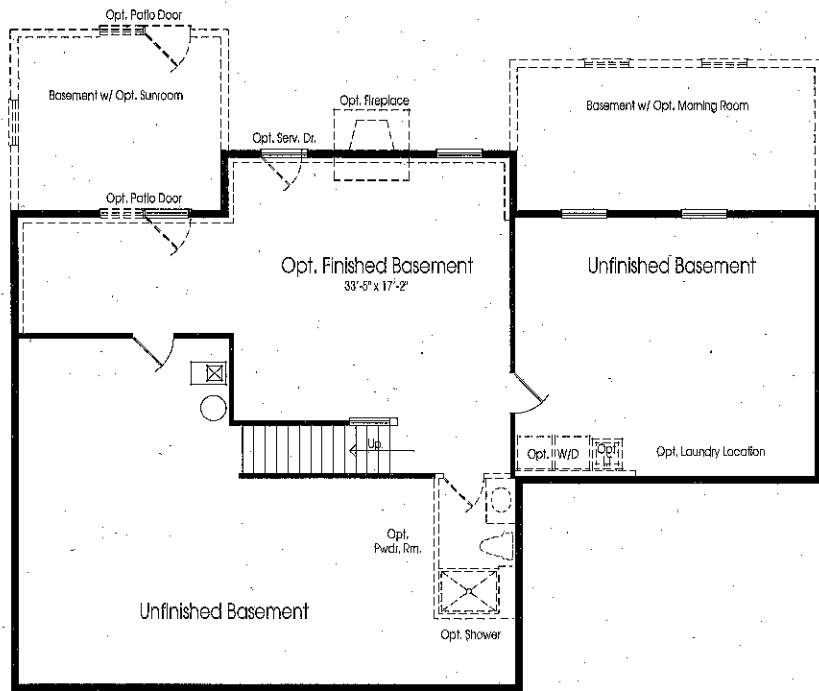 Opt. Patio Door
Basement w/ Opt. Sunroom
Opt. Fireplace
Basement w/ Opt. Morning Room
Opt. Serv. Dr.
Opt. Patio Door
Opt. Finished Basement
33'-5" x 17'-2"
Unfinished Basement
Up
Opt. W/D
Opt
Opt. Laundry Location
Opt.
Pwdr. Rm.
Unfinished Basement
Opt. Shower